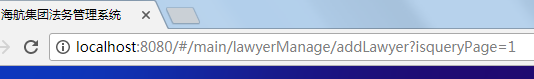 海航集团法务管理系统
localhost:8080/#/main/lawyerManage/addLawyer?isqueryPage=1